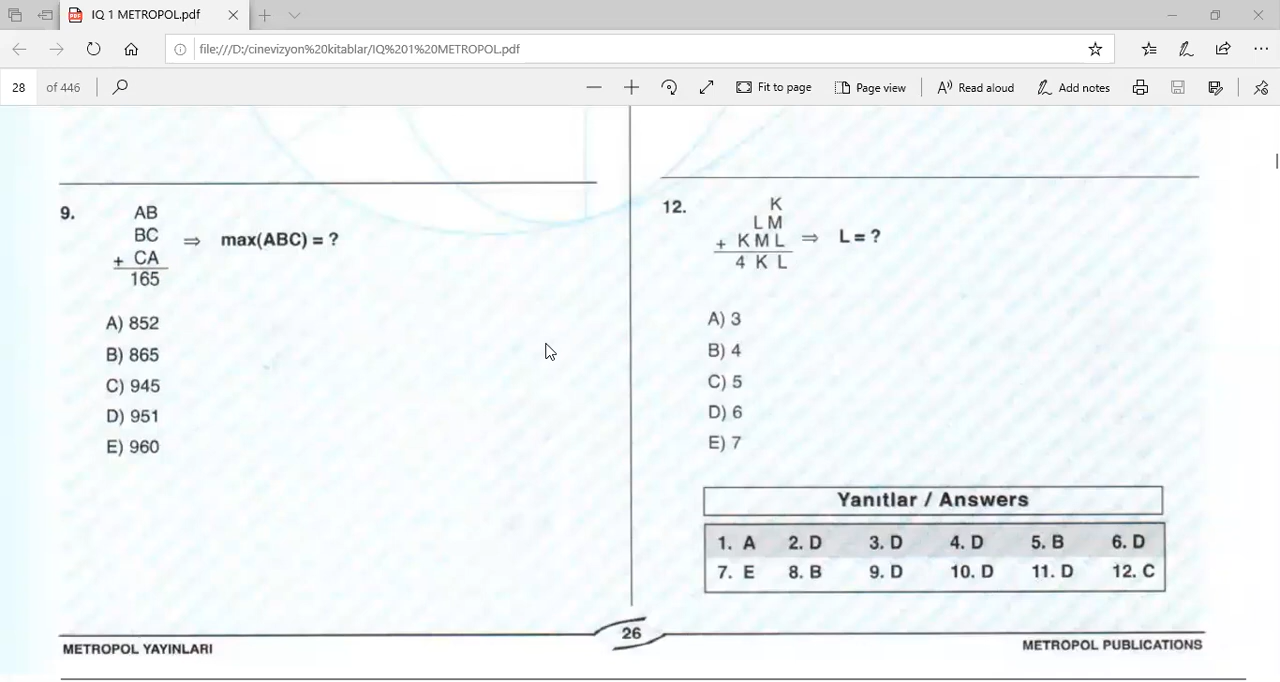 IQ 1 METROPOL.pdf
file:///D:/cinevizyon%20kitablar/IQ%201%20METROPOL.pdf
28 of 446
Fit to page
Page view
Read aloud
Add notes
9.
AB
BC
+ CA
165
⇒ max(ABC) = ?
A) 852
B) 865
C) 945
D) 951
E) 960
12.
K
L M
+ K M L
4 K L
⇒ L = ?
A) 3
B) 4
C) 5
D) 6
E) 7
Yanıtlar / Answers
1. A 2. D 3. D 4. D 5. B 6. D
7. E 8. B 9. D 10. D 11. D 12. C
METROPOL YAYINLARI
26
METROPOL PUBLICATIONS